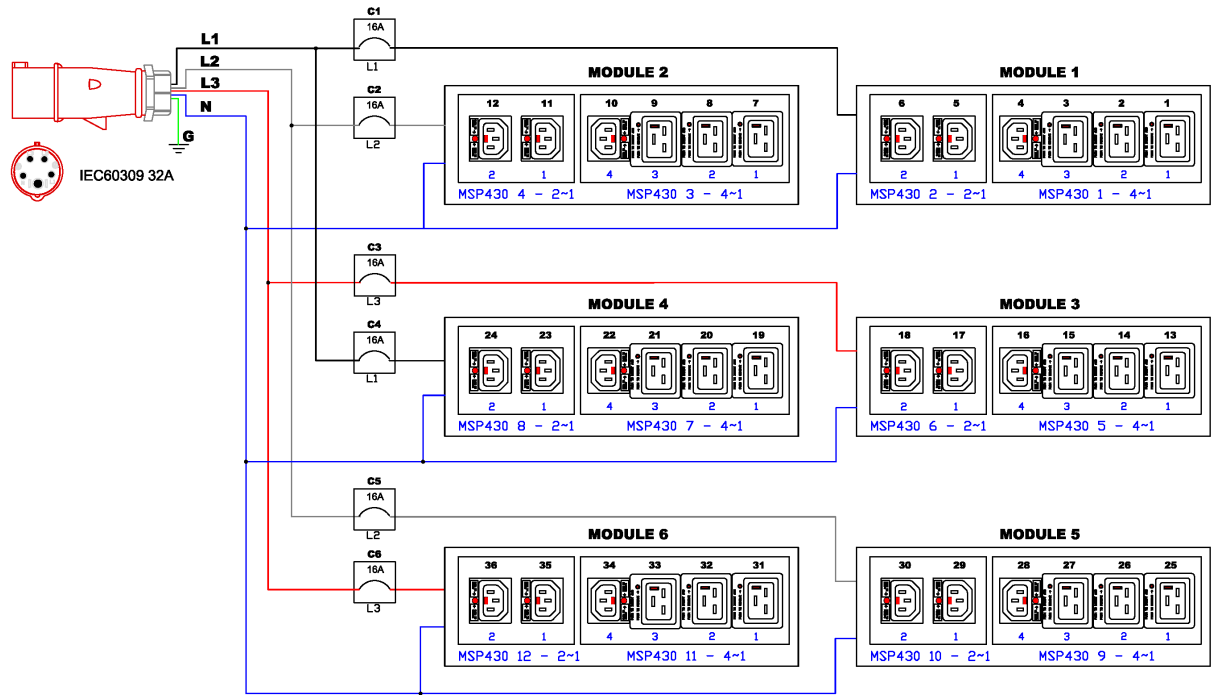 C1
16A
L1
L1
L2
L3
N
G
IEC60309 32A
C2
16A
L2
MODULE 2
12 11 10 9 8 7
2 1 4 3 2 1
MSP430 4 - 2~1 MSP430 3 - 4~1
MODULE 1
6 5 4 3 2 1
2 1 4 3 2 1
MSP430 2 - 2~1 MSP430 1 - 4~1
C3
16A
L3
C4
16A
L1
MODULE 4
24 23 22 21 20 19
2 1 4 3 2 1
MSP430 8 - 2~1 MSP430 7 - 4~1
MODULE 3
18 17 16 15 14 13
2 1 4 3 2 1
MSP430 6 - 2~1 MSP430 5 - 4~1
C5
16A
L2
C6
16A
L3
MODULE 6
36 35 34 33 32 31
2 1 4 3 2 1
MSP430 12 - 2~1 MSP430 11 - 4~1
MODULE 5
30 29 28 27 26 25
2 1 4 3 2 1
MSP430 10 - 2~1 MSP430 9 - 4~1